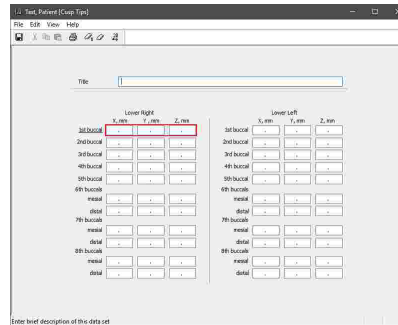 Test, Patient (Cusp Tips)
File Edit View Help
Title
Lower Right Lower Left
X, mm Y, mm Z, mm X, mm Y, mm Z, mm
1st buccal 1st buccal
2nd buccal 2nd buccal
3rd buccal 3rd buccal
4th buccal 4th buccal
5th buccal 5th buccal
6th buccals 6th buccals
mesial mesial
distal distal
7th buccals 7th buccals
mesial mesial
distal distal
8th buccals 8th buccals
mesial mesial
distal distal
Enter brief description of this data set